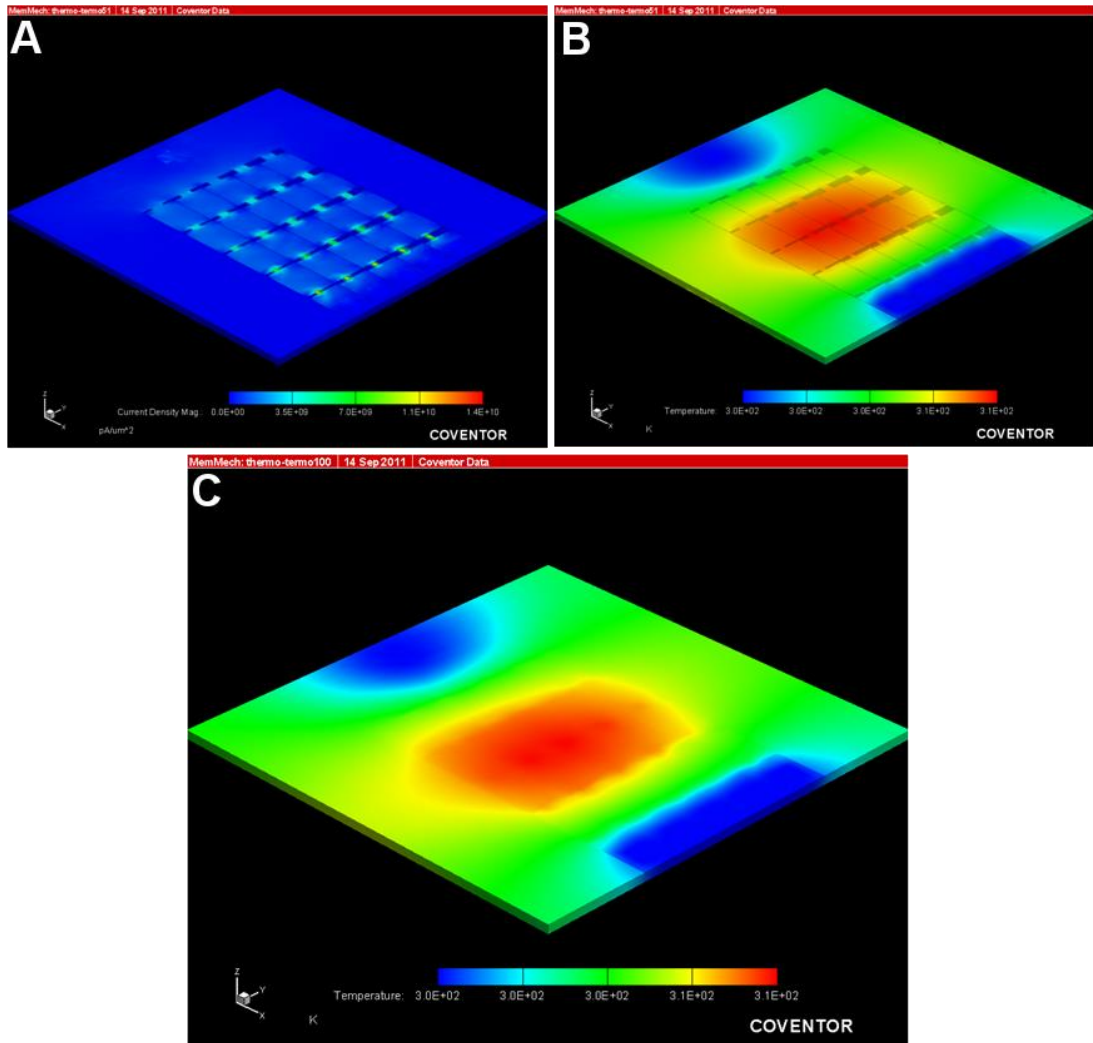 MemMech: thermo-termo51 | 14 Sep 2011 | Coventor Data
A
Z
Y
X
Current Density Mag.: 0.0E+00 3.5E+09 7.0E+09 1.1E+10 1.4E+10
pA/um^2
COVENTOR
MemMech: thermo-termo51 | 14 Sep 2011 | Coventor Data
B
Z
Y
X
Temperature: 3.0E+02 3.0E+02 3.0E+02 3.1E+02 3.1E+02
K
COVENTOR
MemMech: thermo-termo100 | 14 Sep 2011 | Coventor Data
C
Z
Y
X
Temperature: 3.0E+02 3.0E+02 3.0E+02 3.1E+02 3.1E+02
K
COVENTOR